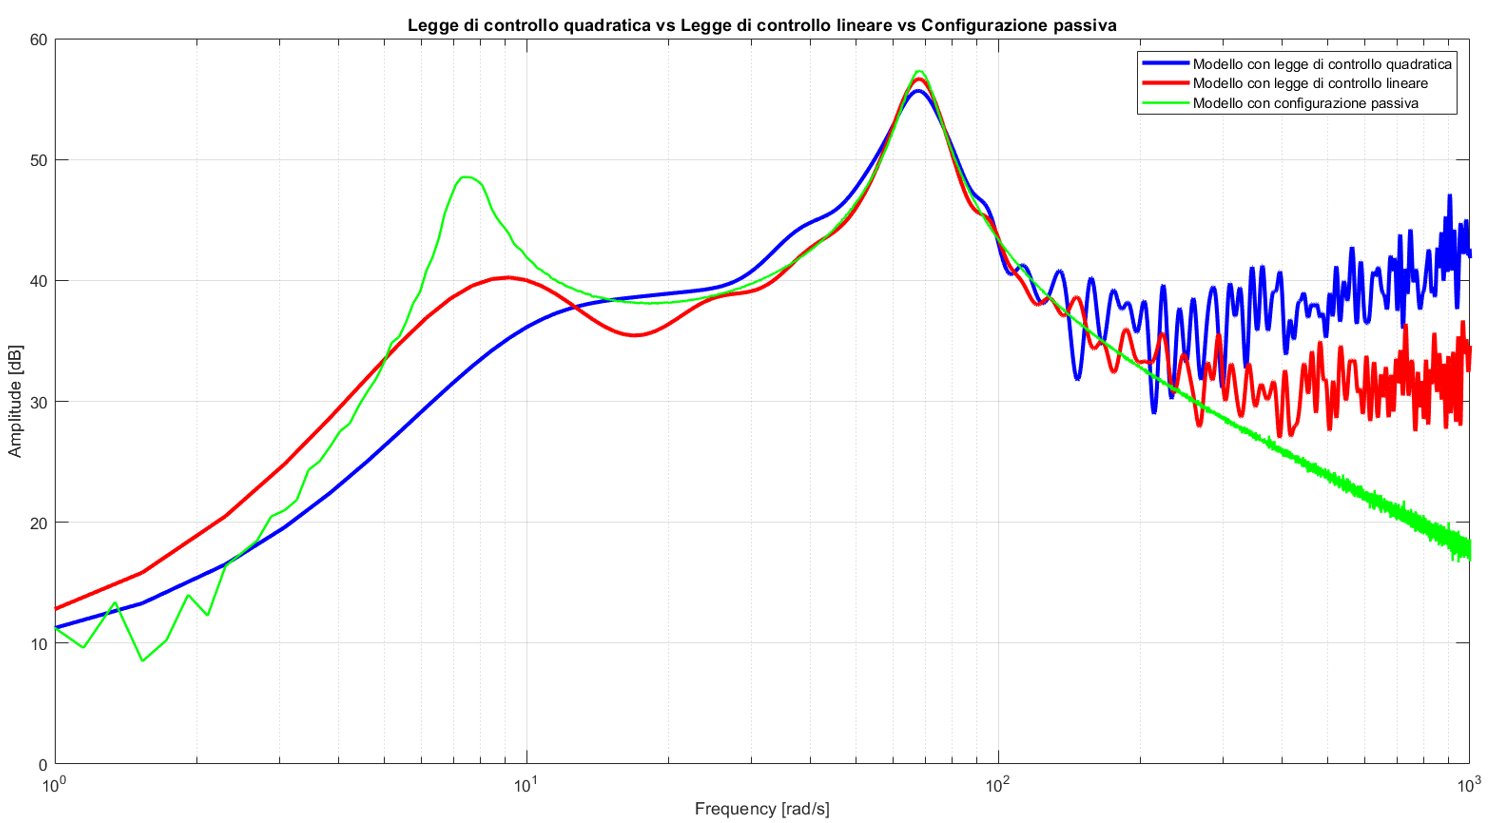 Legge di controllo quadratica vs Legge di controllo lineare vs Configurazione passiva
Modello con legge di controllo quadratica
Modello con legge di controllo lineare
Modello con configurazione passiva
60
50
40
30
20
10
0
Amplitude [dB]
10^0 10^1 10^2 10^3
Frequency [rad/s]